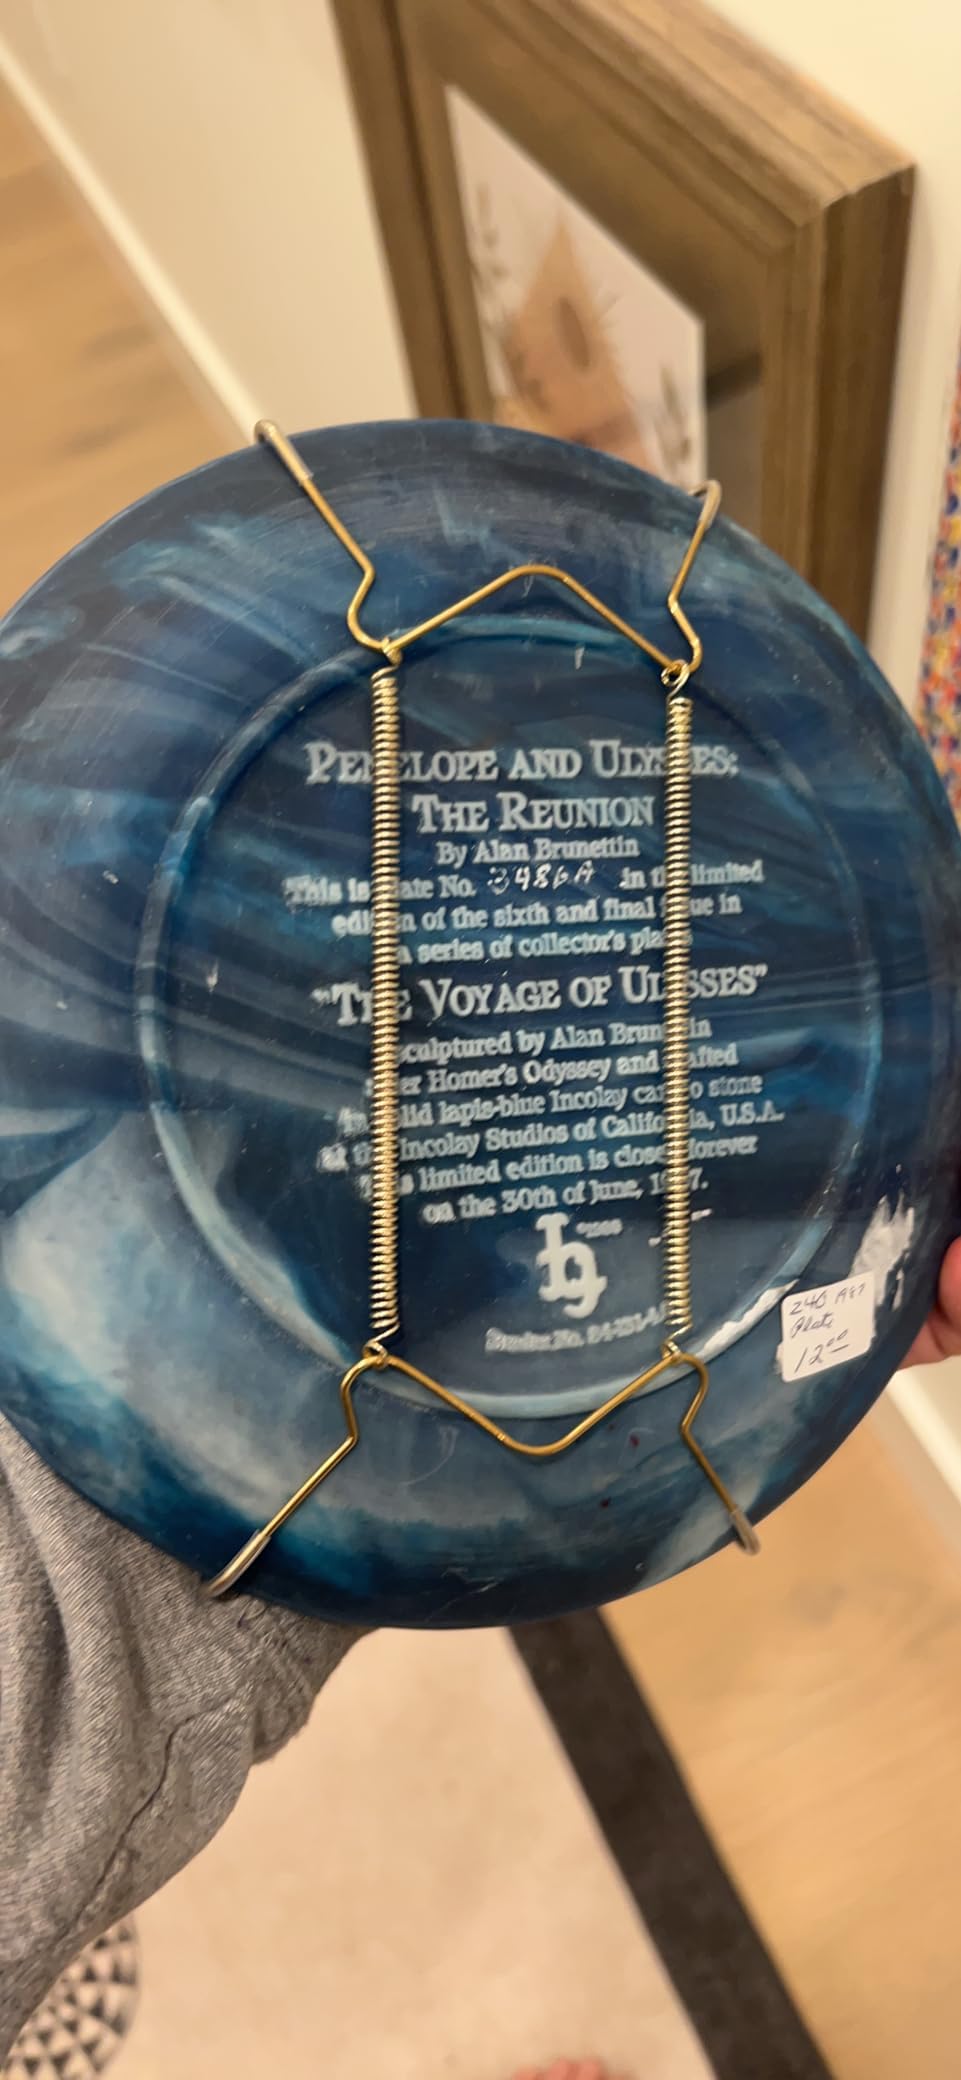 PENELOPE AND ULYSSES:
THE REUNION
By Alan Brunettin
This is Plate No. 3486A in the limited
edition of the sixth and final issue in
a series of collector's plates
"THE VOYAGE OF ULYSSES"
sculptured by Alan Brunettin
after Homer's Odyssey and crafted
in solid lapis-blue Incolay cameo stone
at the Incolay Studios of California, U.S.A.
This limited edition is closed forever
on the 30th of June, 1987.
240 A87
Plate
12.00